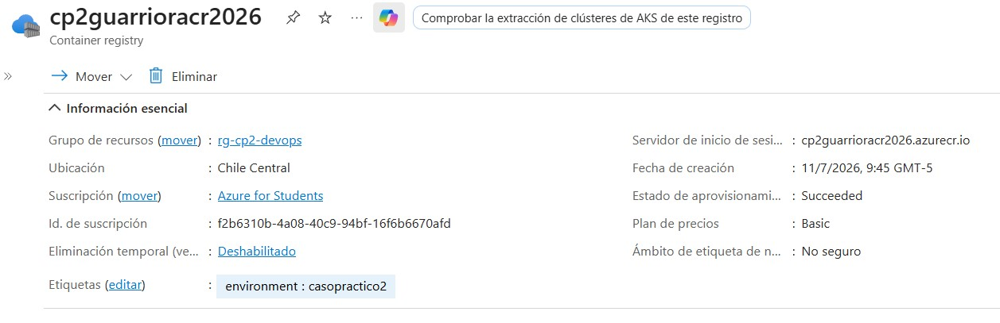 cp2guarrioracr2026
Comprobar la extracción de clústeres de AKS de este registro
Container registry
Mover
Eliminar
Información esencial
Grupo de recursos (mover) : rg-cp2-devops
Ubicación : Chile Central
Suscripción (mover) : Azure for Students
Id. de suscripción : f2b6310b-4a08-40c9-94bf-16f6b6670afd
Eliminación temporal (ve... : Deshabilitado
Etiquetas (editar) : environment : casopractico2
Servidor de inicio de sesi... : cp2guarrioracr2026.azurecr.io
Fecha de creación : 11/7/2026, 9:45 GMT-5
Estado de aprovisionami... : Succeeded
Plan de precios : Basic
Ámbito de etiqueta de n... : No seguro